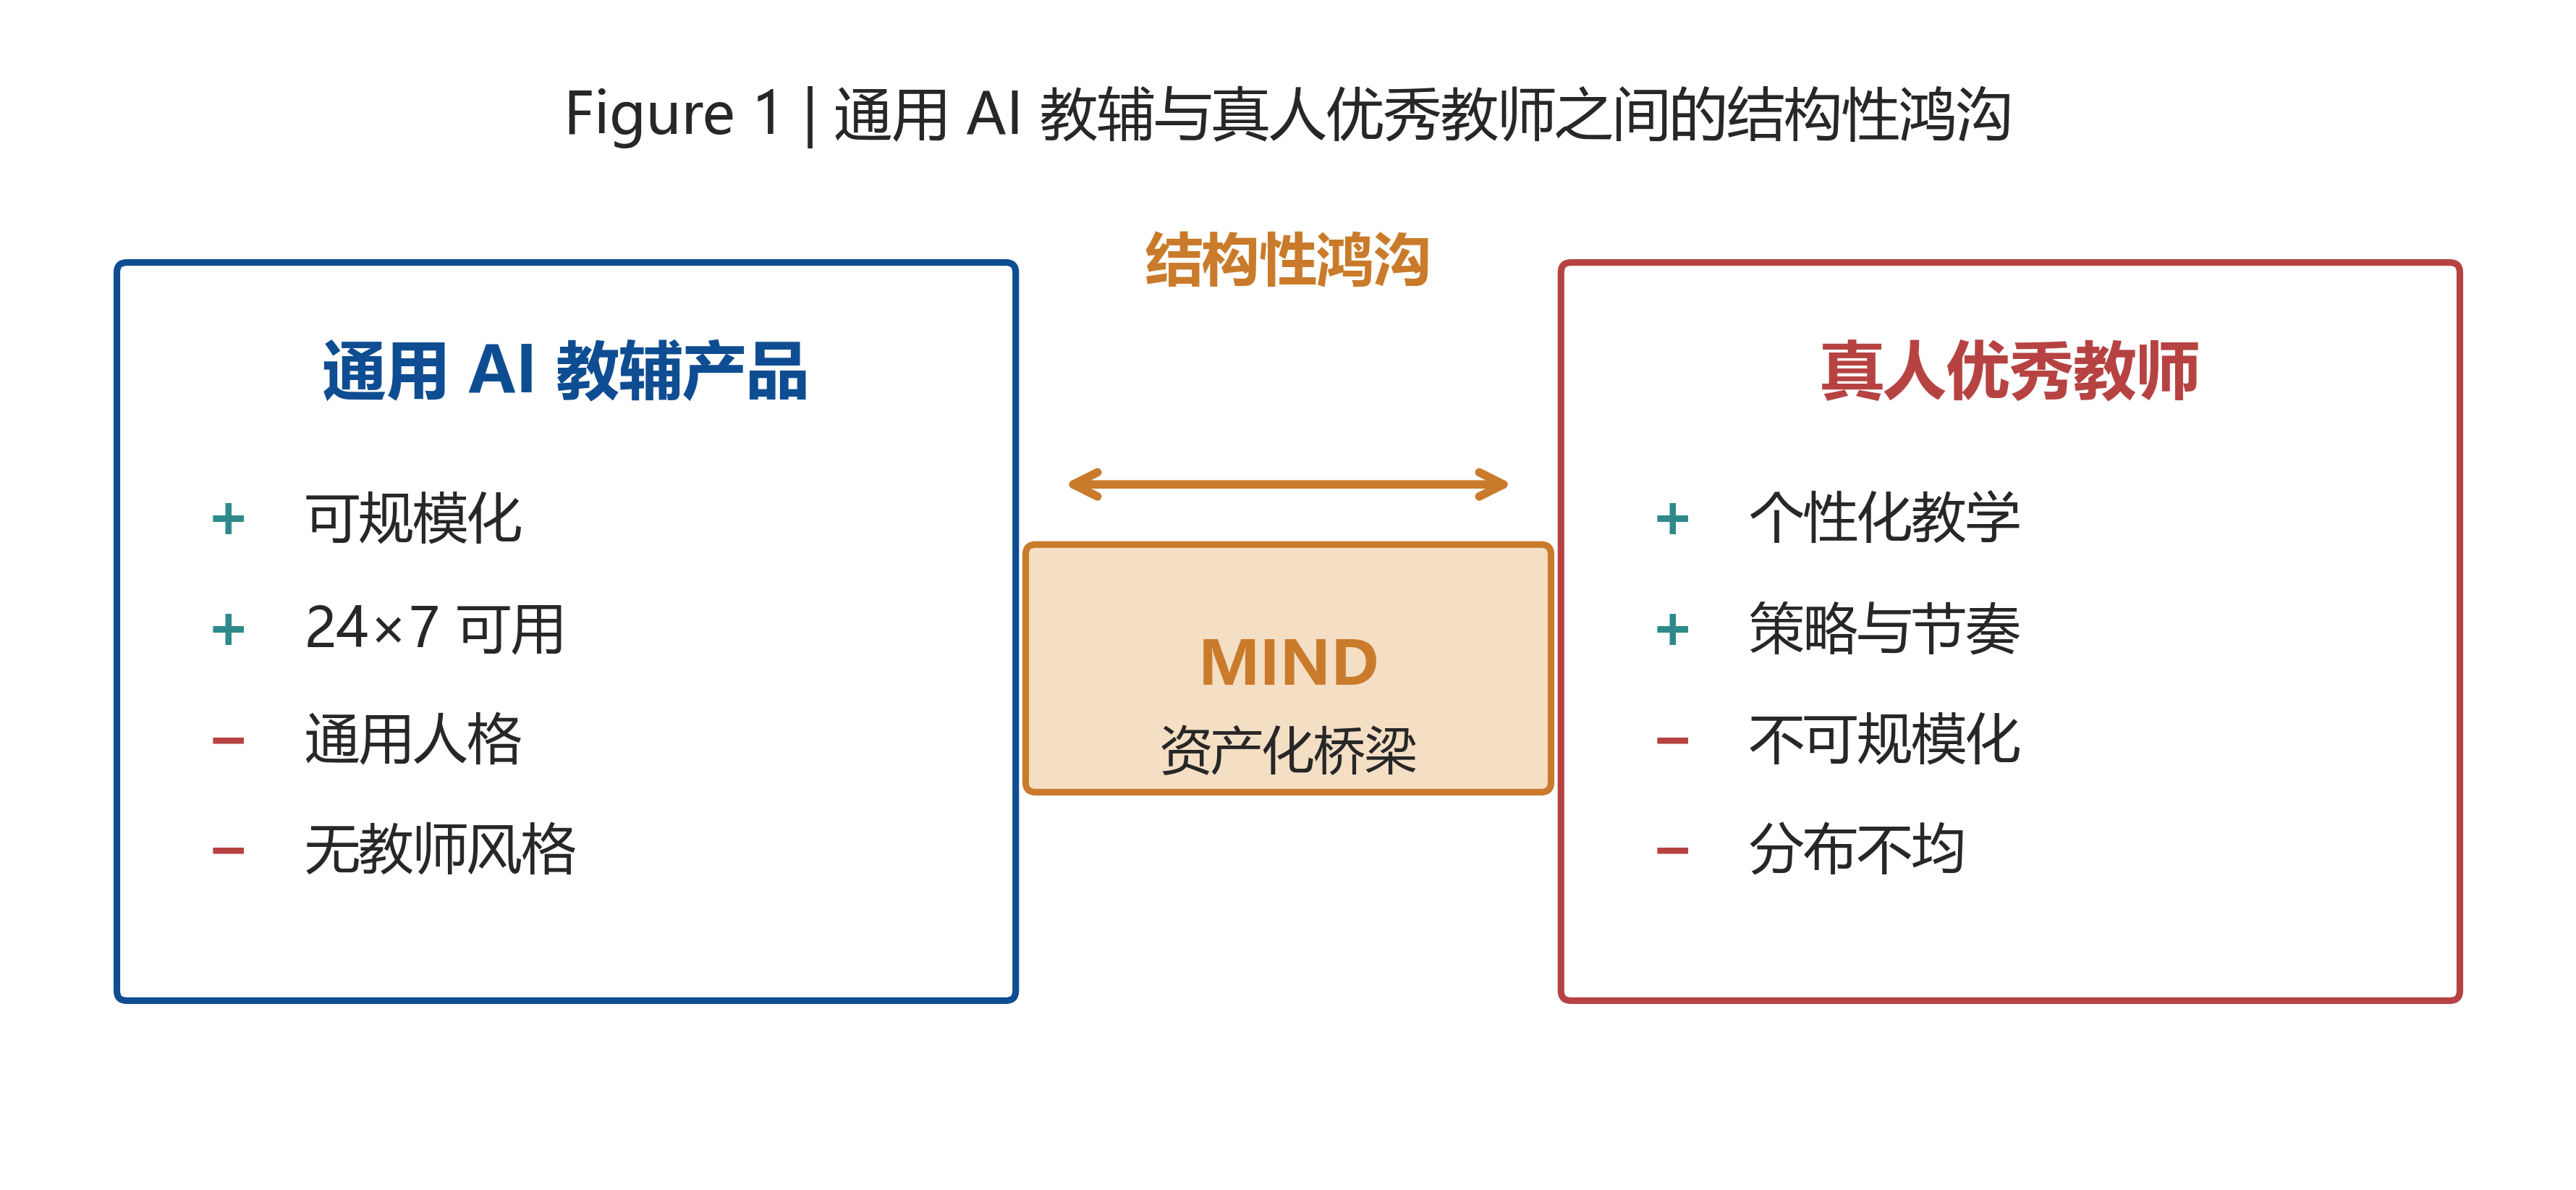 Figure 1 | 通用 AI 教辅与真人优秀教师之间的结构性鸿沟
结构性鸿沟
通用 AI 教辅产品
+ 可规模化
+ 24×7 可用
− 通用人格
− 无教师风格
MIND
资产化桥梁
真人优秀教师
+ 个性化教学
+ 策略与节奏
− 不可规模化
− 分布不均